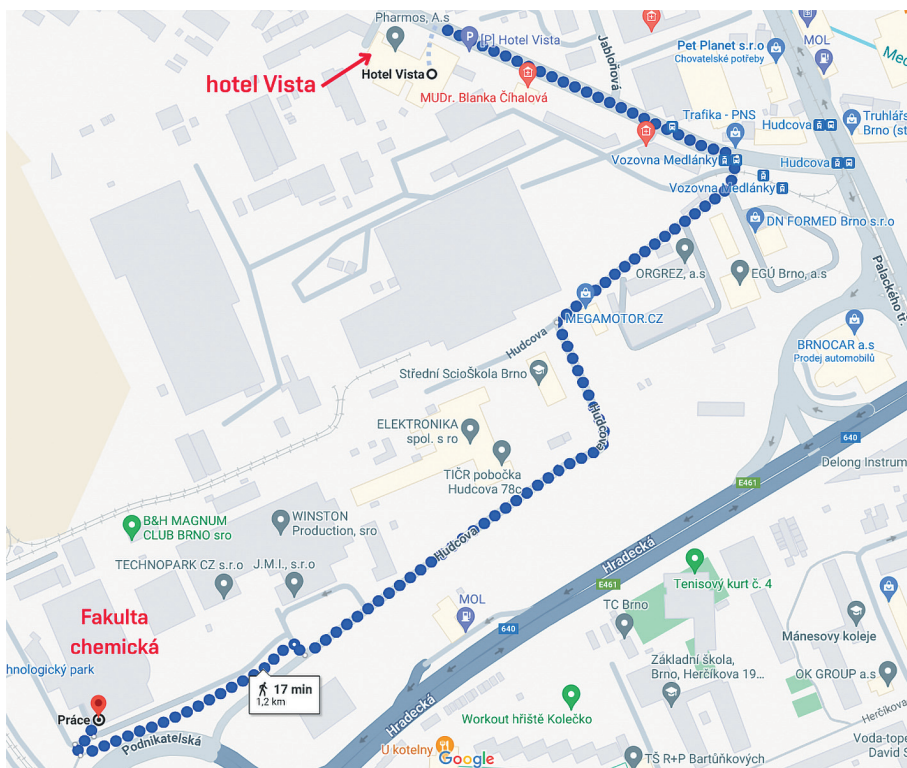 Pharmos, A.s
[P] Hotel Vista
hotel Vista
Hotel Vista
MUDr. Blanka Číhalová
Jabloňová
Pet Planet s.r.o
Chovatelské potřeby
MOL
Trafika - PNS
Hudcova
Truhlářs
Brno (st
Vozovna Medlánky
Hudcova
Vozovna Medlánky
DN FORMED Brno s.r.o
ORGREZ, a.s
EGÚ Brno, a.s
Palackého tř.
MEGAMOTOR.CZ
Hudcova
BRNOCAR a.s
Prodej automobilů
Střední ScioŠkola Brno
Hudcova
ELEKTRONIKA
spol. s ro
640
TIČR pobočka
Hudcova 78c
Delong Instrum
E461
B&H MAGNUM
CLUB BRNO sro
WINSTON
Production, sro
Hudcova
Hradecká
TECHNOPARK CZ s.r.o
J.M.I., s.r.o
E461
Tenisový kurt č. 4
MOL
TC Brno
Fakulta
chemická
640
Mánesovy koleje
chnologický park
Základní škola,
Brno, Herčíkova 19...
OK GROUP a.s
17 min
1,2 km
Práce
Hradecká
Workout hřiště Kolečko
Herčíkova
Podnikatelská
U kotelny
Google
TŠ R+P Bartůňkových
Voda-tope
David S